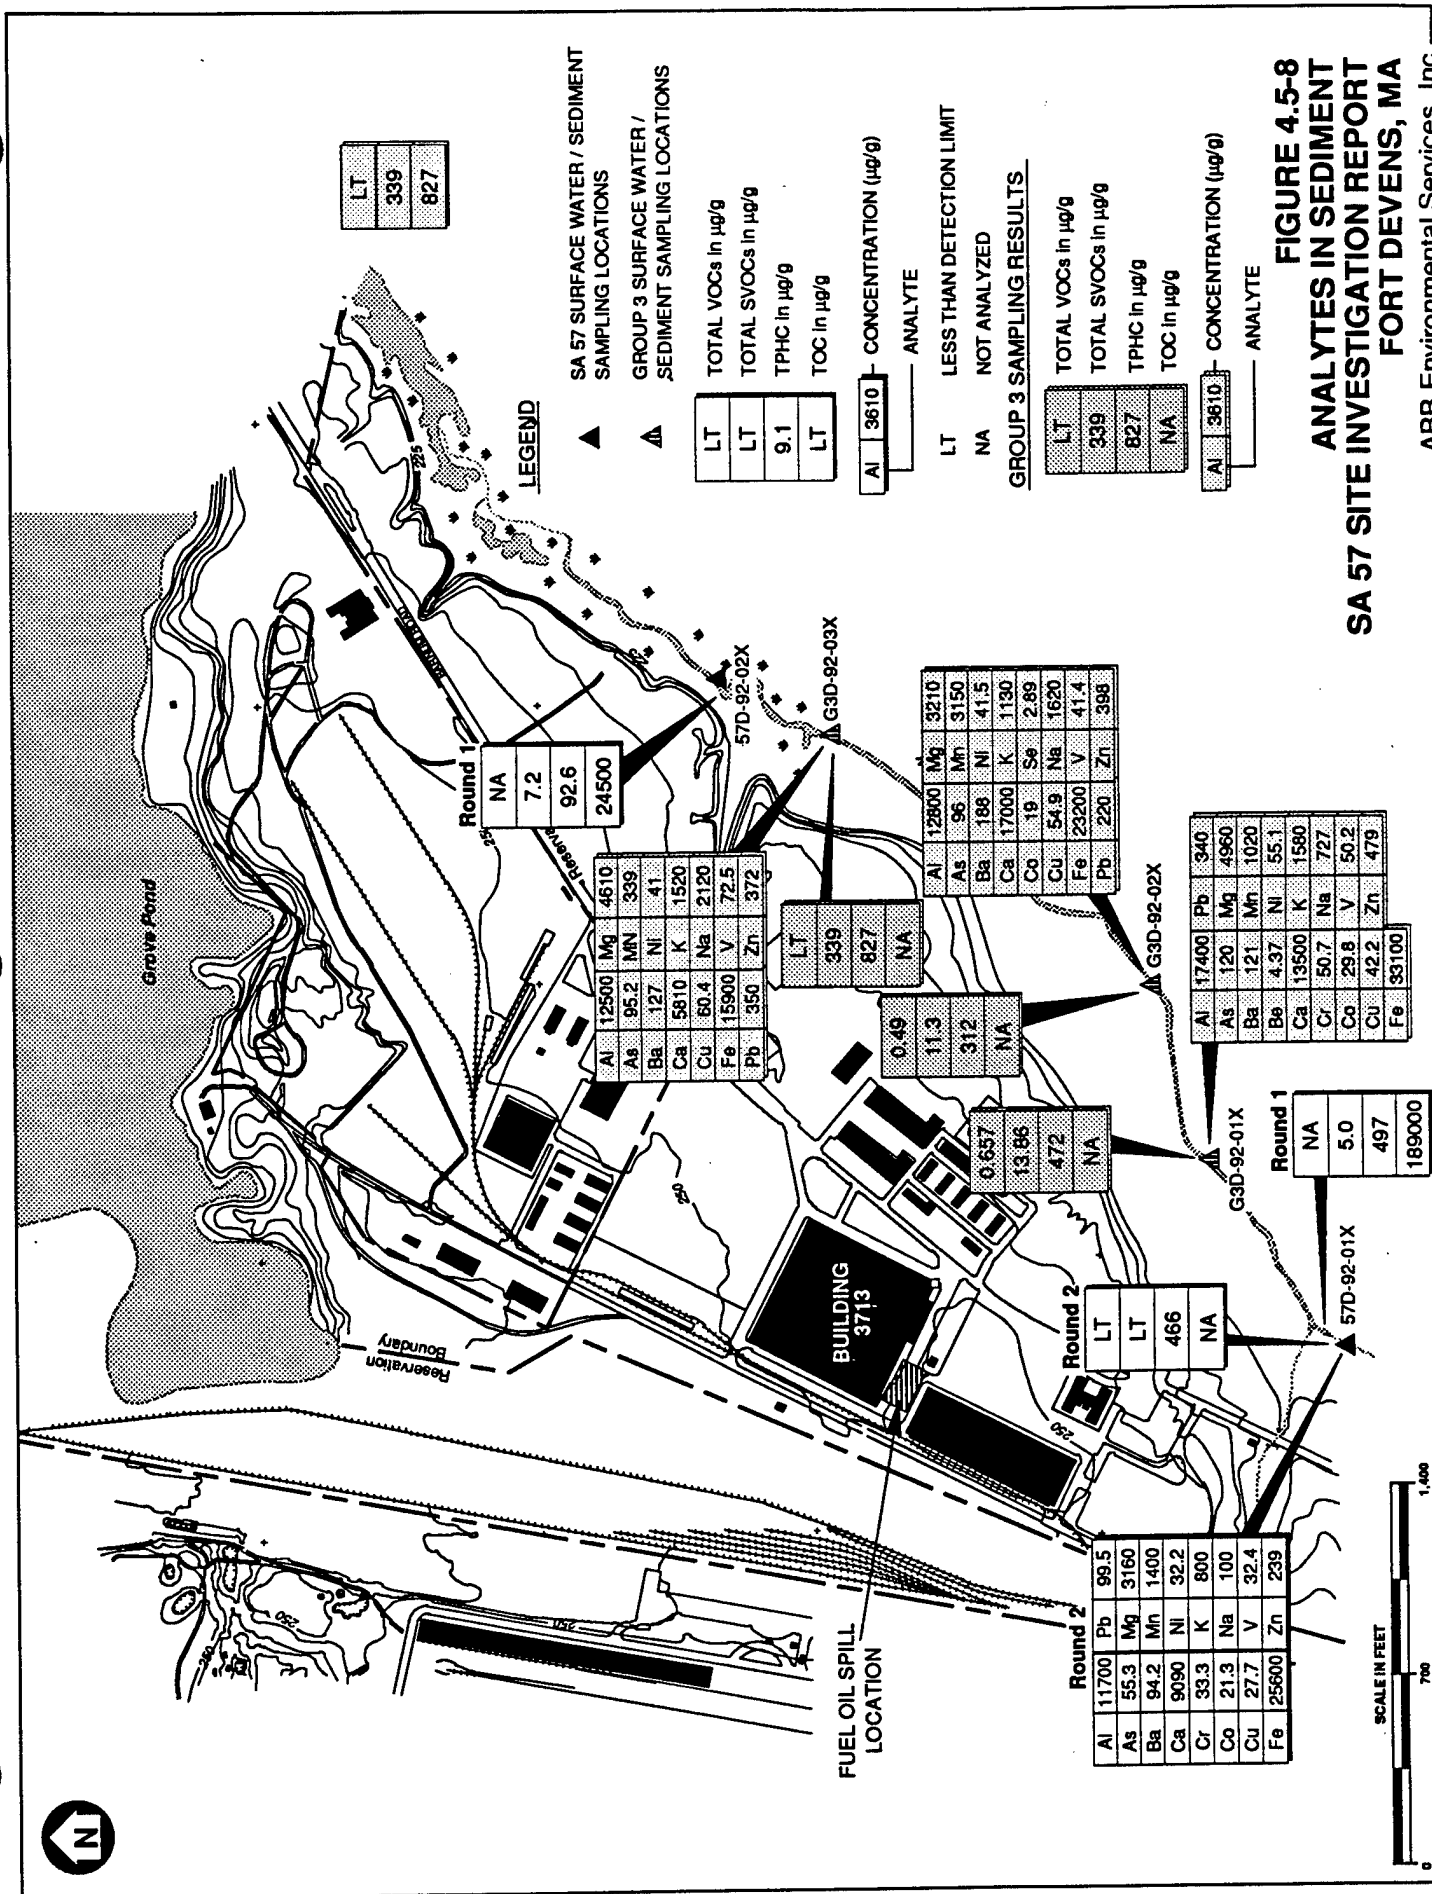 N
Grove Pond
Reservation
Boundary
BARNUM ROAD
225
250
250
250
250
250
LT
339
827
LEGEND
SA 57 SURFACE WATER / SEDIMENT
SAMPLING LOCATIONS
GROUP 3 SURFACE WATER /
SEDIMENT SAMPLING LOCATIONS
LT TOTAL VOCs in µg/g
LT TOTAL SVOCs in µg/g
9.1 TPHC in µg/g
LT TOC in µg/g
Al 3610 CONCENTRATION (µg/g)
ANALYTE
LT LESS THAN DETECTION LIMIT
NA NOT ANALYZED
GROUP 3 SAMPLING RESULTS
LT TOTAL VOCs in µg/g
339 TOTAL SVOCs in µg/g
827 TPHC in µg/g
NA TOC in µg/g
Al 3610 CONCENTRATION (µg/g)
ANALYTE
Round 1
NA
7.2
92.6
24500
57D-92-02X
G3D-92-03X
Al 12500 Mg 4610
As 95.2 MN 339
Ba 127 Ni 41
Ca 5810 K 1520
Cu 60.4 Na 2120
Fe 15900 V 72.5
Pb 350 Zn 372
LT
339
827
NA
Al 12800 Mg 3210
As 96 Mn 3150
Ba 188 Ni 41.5
Ca 17000 K 1130
Co 19 Se 2.89
Cu 54.9 Na 1620
Fe 23200 V 41.4
Pb 220 Zn 398
G3D-92-02X
0.49
11.3
312
NA
Al 17400 Pb 340
As 120 Mg 4960
Ba 121 Mn 1020
Be 4.37 Ni 55.1
Ca 13500 K 1580
Cr 50.7 Na 727
Co 29.8 V 50.2
Cu 42.2 Zn 479
Fe 33100
0.657
13.86
472
NA
G3D-92-01X
Round 1
NA
5.0
497
189000
57D-92-01X
Round 2
LT
LT
466
NA
BUILDING
3713
FUEL OIL SPILL
LOCATION
Round 2
Al 11700 Pb 99.5
As 55.3 Mg 3160
Ba 94.2 Mn 1400
Ca 9090 Ni 32.2
Cr 33.3 K 800
Co 21.3 Na 100
Cu 27.7 V 32.4
Fe 25600 Zn 239
SCALE IN FEET
0 700 1,400
FIGURE 4.5-8
ANALYTES IN SEDIMENT
SA 57 SITE INVESTIGATION REPORT
FORT DEVENS, MA
ABB Environmental Services, Inc.